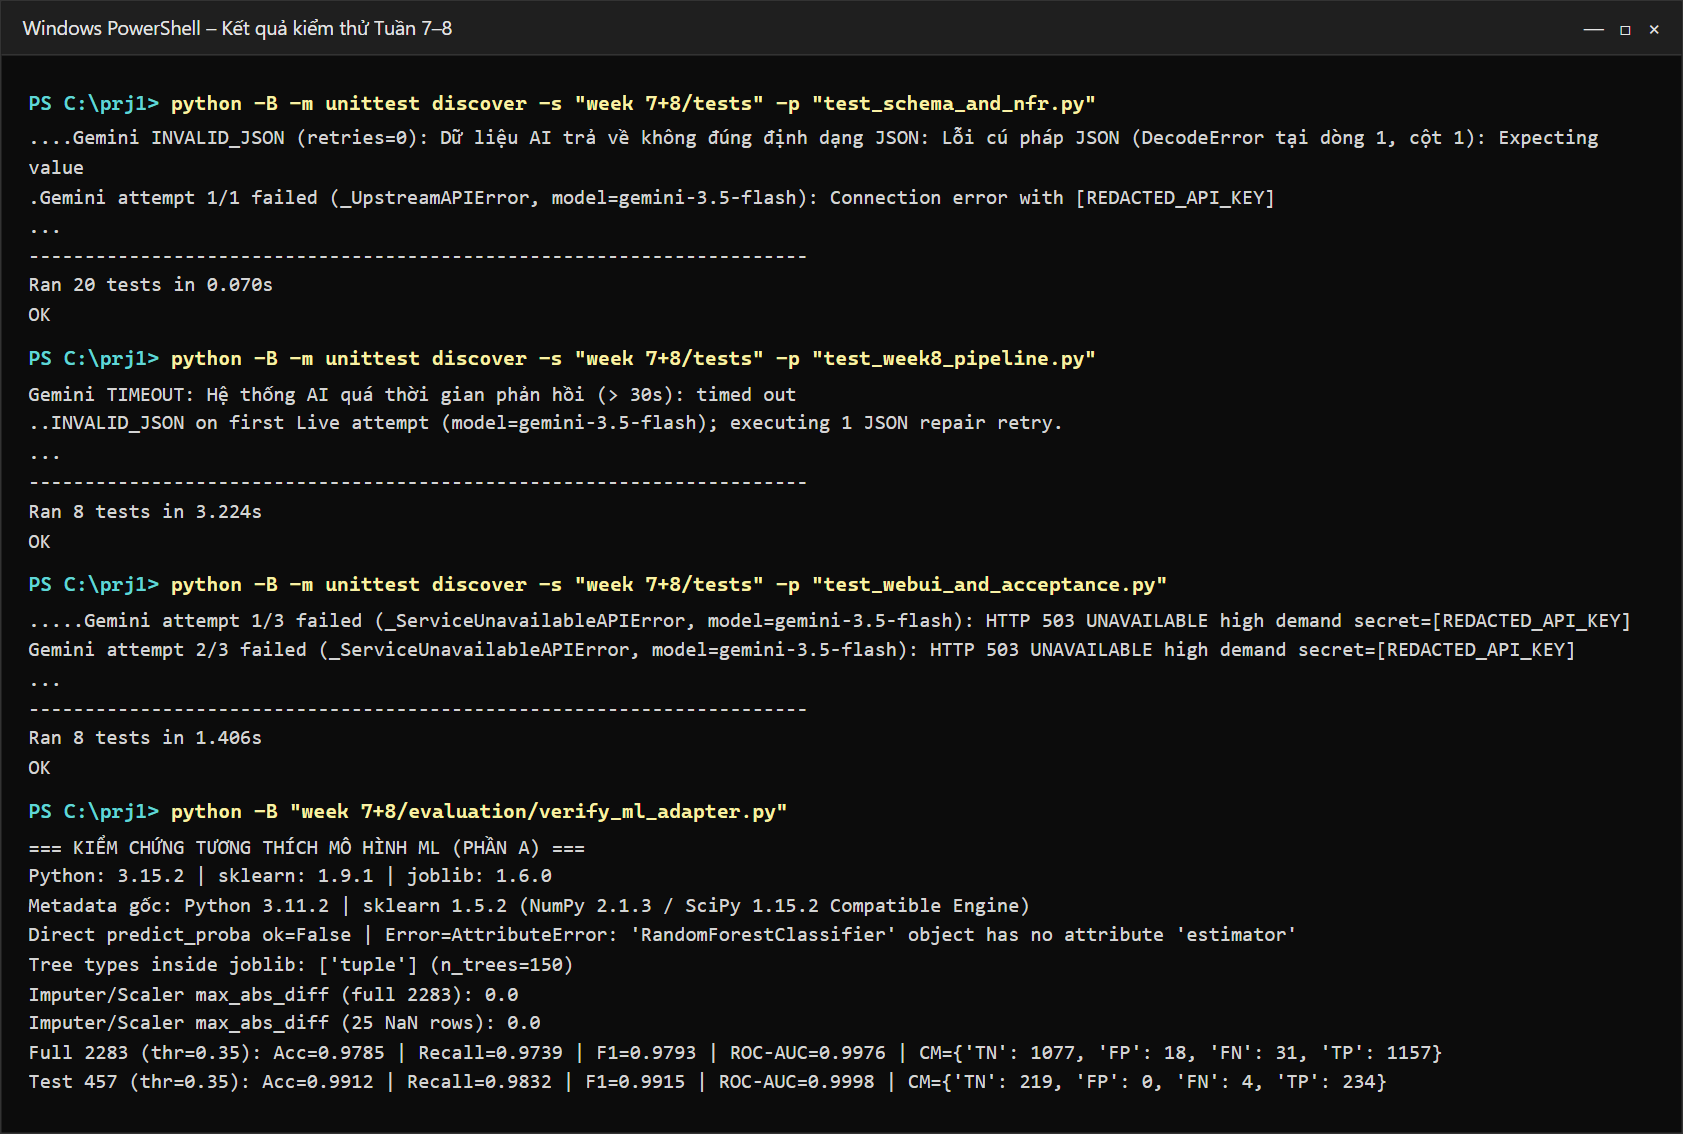 Windows PowerShell – Kết quả kiểm thử Tuần 7–8
PS C:\prj1> python -B -m unittest discover -s "week 7+8/tests" -p "test_schema_and_nfr.py"
....Gemini INVALID_JSON (retries=0): Dữ liệu AI trả về không đúng định dạng JSON: Lỗi cú pháp JSON (DecodeError tại dòng 1, cột 1): Expecting
value
.Gemini attempt 1/1 failed (_UpstreamAPIError, model=gemini-3.5-flash): Connection error with [REDACTED_API_KEY]
...
----------------------------------------------------------------------
Ran 20 tests in 0.070s
OK
PS C:\prj1> python -B -m unittest discover -s "week 7+8/tests" -p "test_week8_pipeline.py"
Gemini TIMEOUT: Hệ thống AI quá thời gian phản hồi (> 30s): timed out
..INVALID_JSON on first Live attempt (model=gemini-3.5-flash); executing 1 JSON repair retry.
...
----------------------------------------------------------------------
Ran 8 tests in 3.224s
OK
PS C:\prj1> python -B -m unittest discover -s "week 7+8/tests" -p "test_webui_and_acceptance.py"
.....Gemini attempt 1/3 failed (_ServiceUnavailableAPIError, model=gemini-3.5-flash): HTTP 503 UNAVAILABLE high demand secret=[REDACTED_API_KEY]
Gemini attempt 2/3 failed (_ServiceUnavailableAPIError, model=gemini-3.5-flash): HTTP 503 UNAVAILABLE high demand secret=[REDACTED_API_KEY]
...
----------------------------------------------------------------------
Ran 8 tests in 1.406s
OK
PS C:\prj1> python -B "week 7+8/evaluation/verify_ml_adapter.py"
=== KIỂM CHỨNG TƯƠNG THÍCH MÔ HÌNH ML (PHẦN A) ===
Python: 3.15.2 | sklearn: 1.9.1 | joblib: 1.6.0
Metadata gốc: Python 3.11.2 | sklearn 1.5.2 (NumPy 2.1.3 / SciPy 1.15.2 Compatible Engine)
Direct predict_proba ok=False | Error=AttributeError: 'RandomForestClassifier' object has no attribute 'estimator'
Tree types inside joblib: ['tuple'] (n_trees=150)
Imputer/Scaler max_abs_diff (full 2283): 0.0
Imputer/Scaler max_abs_diff (25 NaN rows): 0.0
Full 2283 (thr=0.35): Acc=0.9785 | Recall=0.9739 | F1=0.9793 | ROC-AUC=0.9976 | CM={'TN': 1077, 'FP': 18, 'FN': 31, 'TP': 1157}
Test 457 (thr=0.35): Acc=0.9912 | Recall=0.9832 | F1=0.9915 | ROC-AUC=0.9998 | CM={'TN': 219, 'FP': 0, 'FN': 4, 'TP': 234}